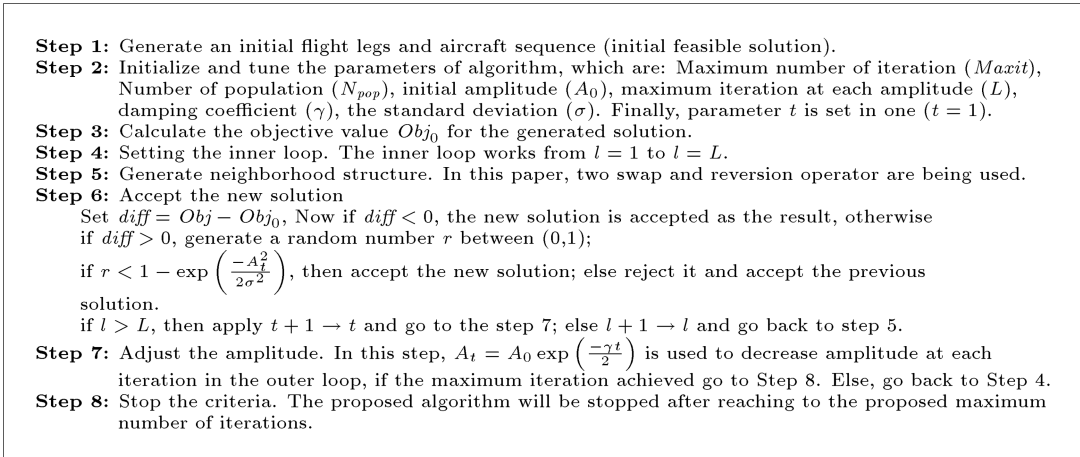 Step 1: Generate an initial flight legs and aircraft sequence (initial feasible solution).
Step 2: Initialize and tune the parameters of algorithm, which are: Maximum number of iteration (Maxit),
Number of population (N_{pop}), initial amplitude (A_0), maximum iteration at each amplitude (L),
damping coefficient (γ), the standard deviation (σ). Finally, parameter t is set in one (t = 1).
Step 3: Calculate the objective value Obj_0 for the generated solution.
Step 4: Setting the inner loop. The inner loop works from l = 1 to l = L.
Step 5: Generate neighborhood structure. In this paper, two swap and reversion operator are being used.
Step 6: Accept the new solution
Set diff = Obj − Obj_0, Now if diff < 0, the new solution is accepted as the result, otherwise
if diff > 0, generate a random number r between (0,1);
if r < 1 − exp (\frac{-A_t^2}{2σ^2}), then accept the new solution; else reject it and accept the previous
solution.
if l > L, then apply t + 1 → t and go to the step 7; else l + 1 → l and go back to step 5.
Step 7: Adjust the amplitude. In this step, A_t = A_0 exp (\frac{-γt}{2}) is used to decrease amplitude at each
iteration in the outer loop, if the maximum iteration achieved go to Step 8. Else, go back to Step 4.
Step 8: Stop the criteria. The proposed algorithm will be stopped after reaching to the proposed maximum
number of iterations.